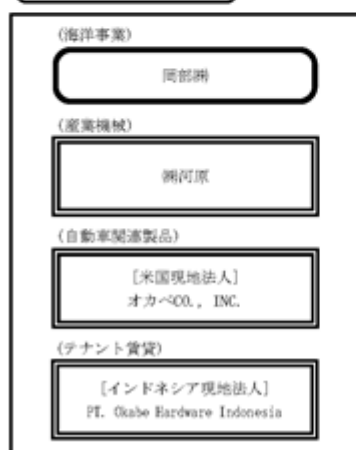 (海洋事業)
岡部㈱
(産業機械)
㈱河原
(自動車関連製品)
[米国現地法人]
オカベCO., INC.
(テナント賃貸)
[インドネシア現地法人]
PT. Okabe Hardware Indonesia